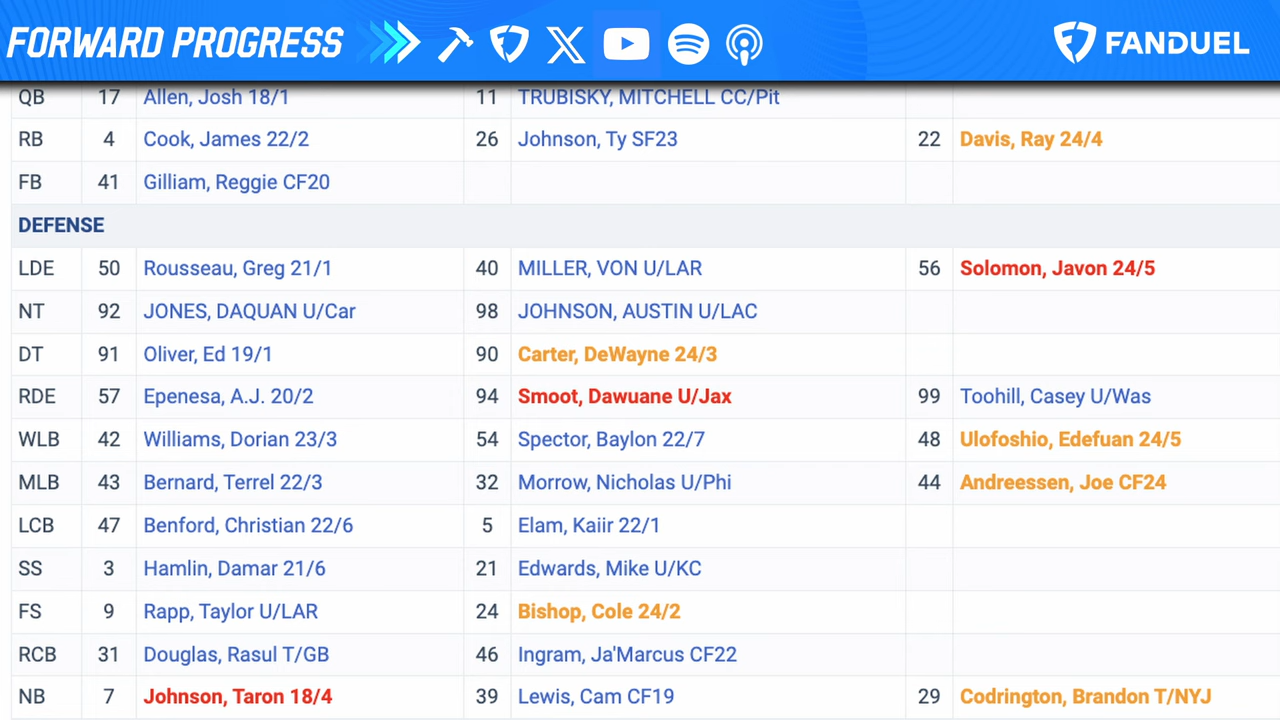 FORWARD PROGRESS FANDUEL
QB 17 Allen, Josh 18/1 11 TRUBISKY, MITCHELL CC/Pit
RB 4 Cook, James 22/2 26 Johnson, Ty SF23 22 Davis, Ray 24/4
FB 41 Gilliam, Reggie CF20
DEFENSE
LDE 50 Rousseau, Greg 21/1 40 MILLER, VON U/LAR 56 Solomon, Javon 24/5
NT 92 JONES, DAQUAN U/Car 98 JOHNSON, AUSTIN U/LAC
DT 91 Oliver, Ed 19/1 90 Carter, DeWayne 24/3
RDE 57 Epenesa, A.J. 20/2 94 Smoot, Dawuane U/Jax 99 Toohill, Casey U/Was
WLB 42 Williams, Dorian 23/3 54 Spector, Baylon 22/7 48 Ulofoshio, Edefuan 24/5
MLB 43 Bernard, Terrel 22/3 32 Morrow, Nicholas U/Phi 44 Andreessen, Joe CF24
LCB 47 Benford, Christian 22/6 5 Elam, Kaiir 22/1
SS 3 Hamlin, Damar 21/6 21 Edwards, Mike U/KC
FS 9 Rapp, Taylor U/LAR 24 Bishop, Cole 24/2
RCB 31 Douglas, Rasul T/GB 46 Ingram, Ja'Marcus CF22
NB 7 Johnson, Taron 18/4 39 Lewis, Cam CF19 29 Codrington, Brandon T/NYJ